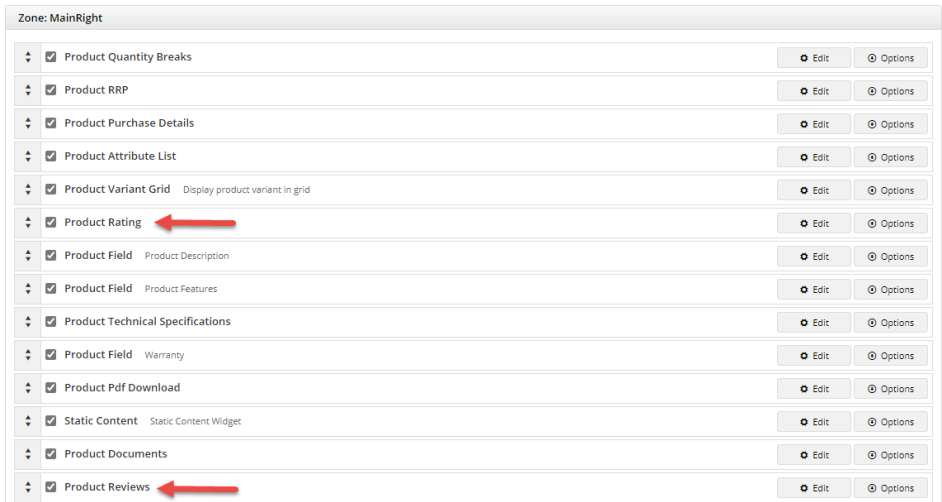 Zone: MainRight
Product Quantity Breaks Edit Options
Product RRP Edit Options
Product Purchase Details Edit Options
Product Attribute List Edit Options
Product Variant Grid Display product variant in grid Edit Options
Product Rating Edit Options
Product Field Product Description Edit Options
Product Field Product Features Edit Options
Product Technical Specifications Edit Options
Product Field Warranty Edit Options
Product Pdf Download Edit Options
Static Content Static Content Widget Edit Options
Product Documents Edit Options
Product Reviews Edit Options